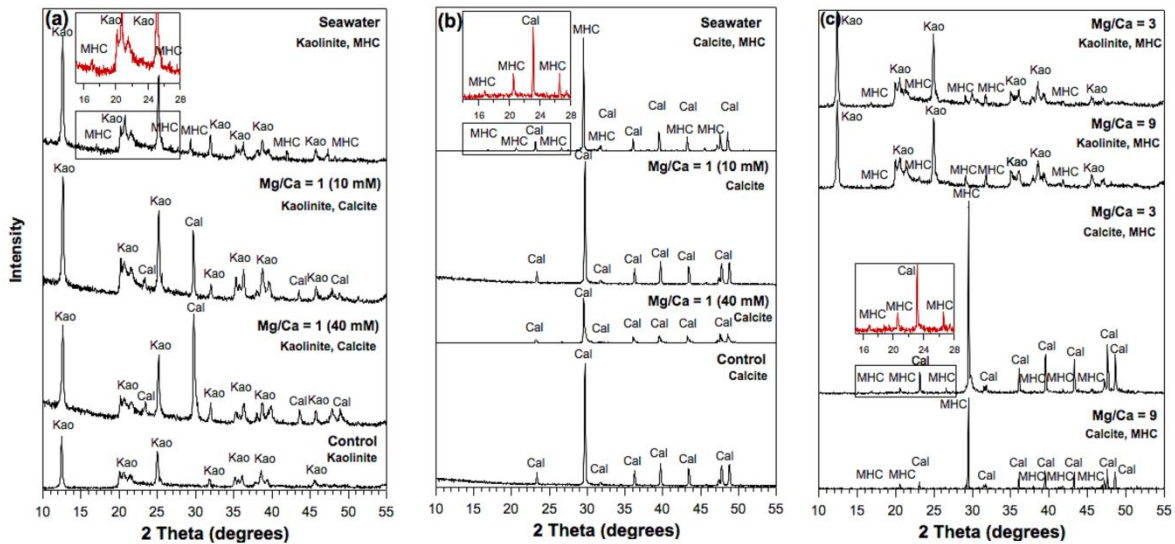 (a)
Seawater
Kaolinite, MHC
Kao
Kao
Kao
Kao
MHC
MHC
16 20 24 28
Kao
Kao
MHC
MHC
MHC
Kao
Kao
Kao
MHC
Kao
MHC
Mg/Ca = 1 (10 mM)
Kaolinite, Calcite
Kao
Kao
Cal
Kao
Cal
Kao
Kao
Kao
Cal
Kao
Cal
Mg/Ca = 1 (40 mM)
Kaolinite, Calcite
Kao
Kao
Cal
Kao
Cal
Kao
Kao
Kao
Cal
Kao
Cal
Control
Kaolinite
Kao
Kao
Kao
Kao
Kao
Kao
Kao
10 15 20 25 30 35 40 45 50 55
2 Theta (degrees)
Intensity
(b)
Seawater
Calcite, MHC
MHC
Cal
MHC
MHC
MHC
16 20 24 28
MHC
Cal
MHC
MHC
Cal
Cal
Cal
Cal
MHC
MHC
Cal
Mg/Ca = 1 (10 mM)
Calcite
Cal
Cal
Cal
Cal
Cal
Cal
Cal
Mg/Ca = 1 (40 mM)
Calcite
Cal
Cal
Cal
Cal
Cal
Cal
Cal
Cal
Control
Calcite
Cal
Cal
Cal
Cal
Cal
Cal
Cal
10 15 20 25 30 35 40 45 50 55
2 Theta (degrees)
(c)
Mg/Ca = 3
Kaolinite, MHC
Kao
Kao
Kao
MHC
MHC
MHC
MHC
Kao
Kao
MHC
Kao
Mg/Ca = 9
Kaolinite, MHC
Kao
Kao
Kao
MHC
MHC
MHC
MHC
Kao
Kao
MHC
Kao
Mg/Ca = 3
Calcite, MHC
MHC
Cal
MHC
MHC
MHC
16 20 24 28
Cal
MHC
MHC
MHC
Cal
Cal
MHC
Cal
MHC
Cal
MHC
Cal
Cal
Mg/Ca = 9
Calcite, MHC
MHC
MHC
MHC
Cal
Cal
Cal
MHC
Cal
MHC
Cal
MHC
Cal
Cal
10 15 20 25 30 35 40 45 50 55
2 Theta (degrees)